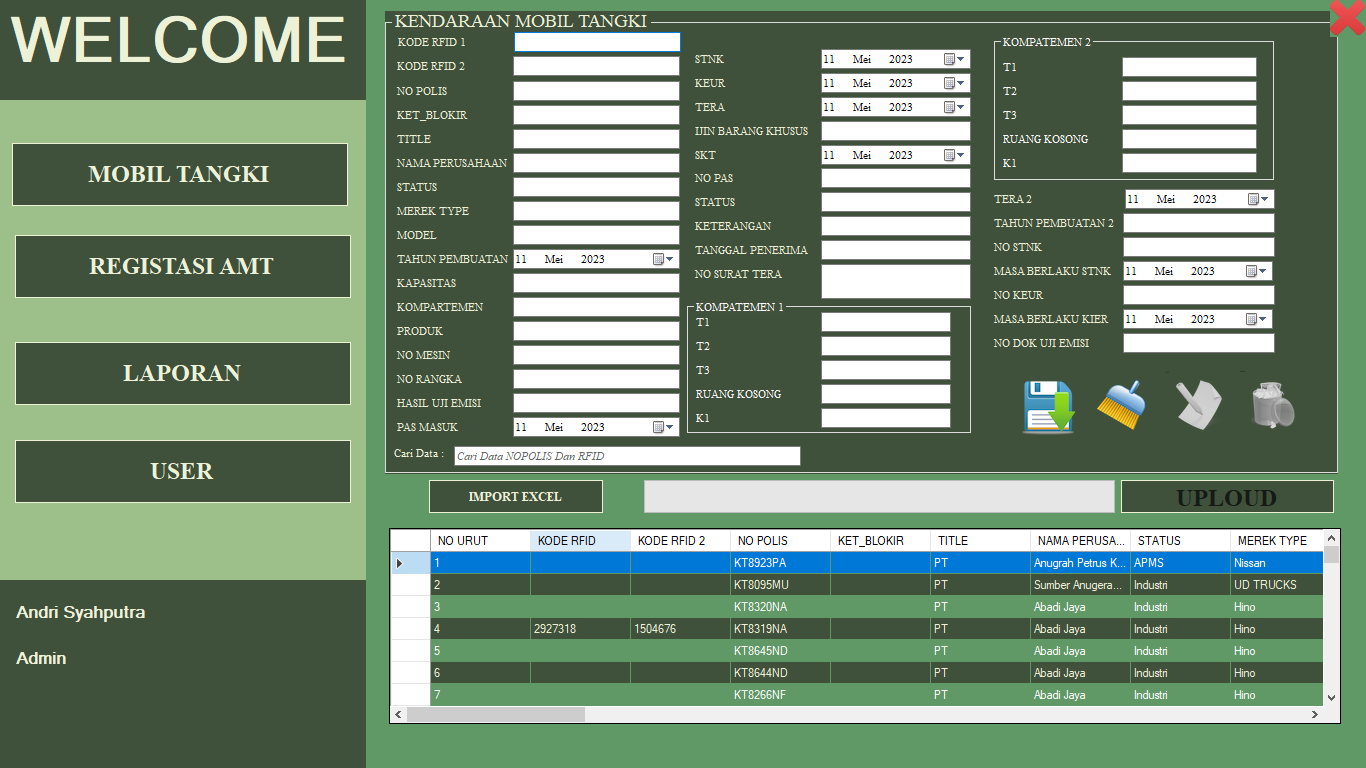 WELCOME
MOBIL TANGKI
REGISTASI AMT
LAPORAN
USER
Andri Syahputra
Admin
KENDARAAN MOBIL TANGKI
KODE RFID 1
KODE RFID 2
NO POLIS
KET_BLOKIR
TITLE
NAMA PERUSAHAAN
STATUS
MEREK TYPE
MODEL
TAHUN PEMBUATAN 11 Mei 2023
KAPASITAS
KOMPARTEMEN
PRODUK
NO MESIN
NO RANGKA
HASIL UJI EMISI
PAS MASUK 11 Mei 2023
STNK 11 Mei 2023
KEUR 11 Mei 2023
TERA 11 Mei 2023
IJIN BARANG KHUSUS
SKT 11 Mei 2023
NO PAS
STATUS
KETERANGAN
TANGGAL PENERIMA
NO SURAT TERA
KOMPATEMEN 1
T1
T2
T3
RUANG KOSONG
K1
KOMPATEMEN 2
T1
T2
T3
RUANG KOSONG
K1
TERA 2 11 Mei 2023
TAHUN PEMBUATAN 2
NO STNK
MASA BERLAKU STNK 11 Mei 2023
NO KEUR
MASA BERLAKU KIER 11 Mei 2023
NO DOK UJI EMISI
Cari Data : Cari Data NOPOLIS Dan RFID
IMPORT EXCEL UPLOUD
NO URUT KODE RFID KODE RFID 2 NO POLIS KET_BLOKIR TITLE NAMA PERUSA... STATUS MEREK TYPE
1 KT8923PA PT Anugrah Petrus K... APMS Nissan
2 KT8095MU PT Sumber Anugera... Industri UD TRUCKS
3 KT8320NA PT Abadi Jaya Industri Hino
4 2927318 1504676 KT8319NA PT Abadi Jaya Industri Hino
5 KT8645ND PT Abadi Jaya Industri Hino
6 KT8644ND PT Abadi Jaya Industri Hino
7 KT8266NF PT Abadi Jaya Industri Hino